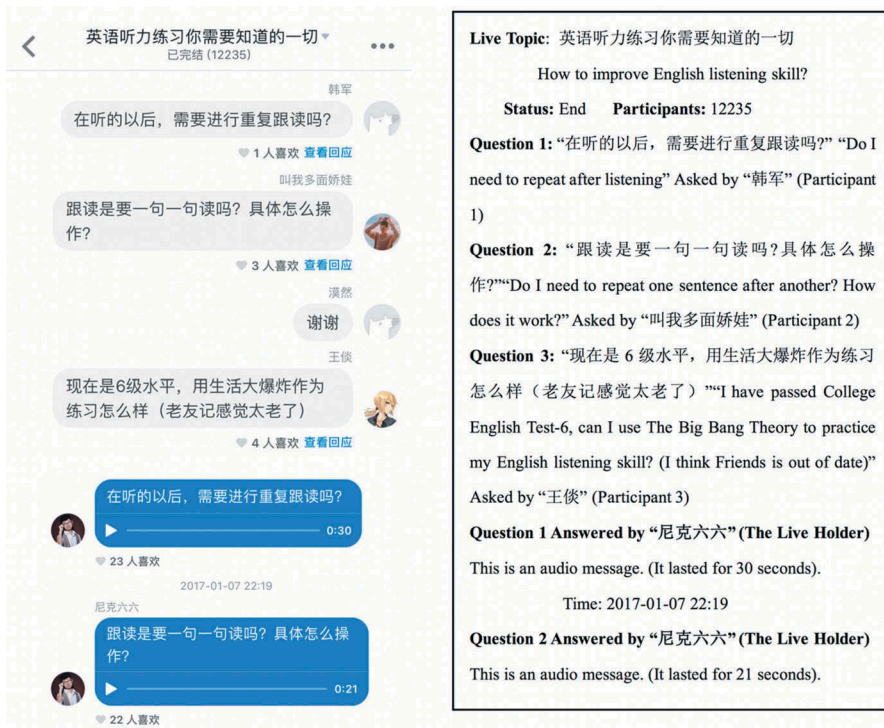 英语听力练习你需要知道的一切
已完结 (12235)
韩军
在听的以后，需要进行重复跟读吗？
1 人喜欢 查看回应
叫我多面娇娃
跟读是要一句一句读吗？具体怎么操
作？
3 人喜欢 查看回应
漠然
谢谢
王倓
现在是6级水平，用生活大爆炸作为
练习怎么样（老友记感觉太老了）
4 人喜欢 查看回应
在听的以后，需要进行重复跟读吗？
0:30
23 人喜欢
2017-01-07 22:19
尼克六六
跟读是要一句一句读吗？具体怎么操
作？
0:21
22 人喜欢
Live Topic: 英语听力练习你需要知道的一切
How to improve English listening skill?
Status: End Participants: 12235
Question 1: “在听的以后，需要进行重复跟读吗?” “Do I
need to repeat after listening” Asked by “韩军” (Participant
1)
Question 2: “跟读是要一句一句读吗?具体怎么操
作?”“Do I need to repeat one sentence after another? How
does it work?” Asked by “叫我多面娇娃” (Participant 2)
Question 3: “现在是 6 级水平，用生活大爆炸作为练习
怎么样（老友记感觉太老了）”“I have passed College
English Test-6, can I use The Big Bang Theory to practice
my English listening skill? (I think Friends is out of date)”
Asked by “王倓” (Participant 3)
Question 1 Answered by “尼克六六” (The Live Holder)
This is an audio message. (It lasted for 30 seconds).
Time: 2017-01-07 22:19
Question 2 Answered by “尼克六六” (The Live Holder)
This is an audio message. (It lasted for 21 seconds).